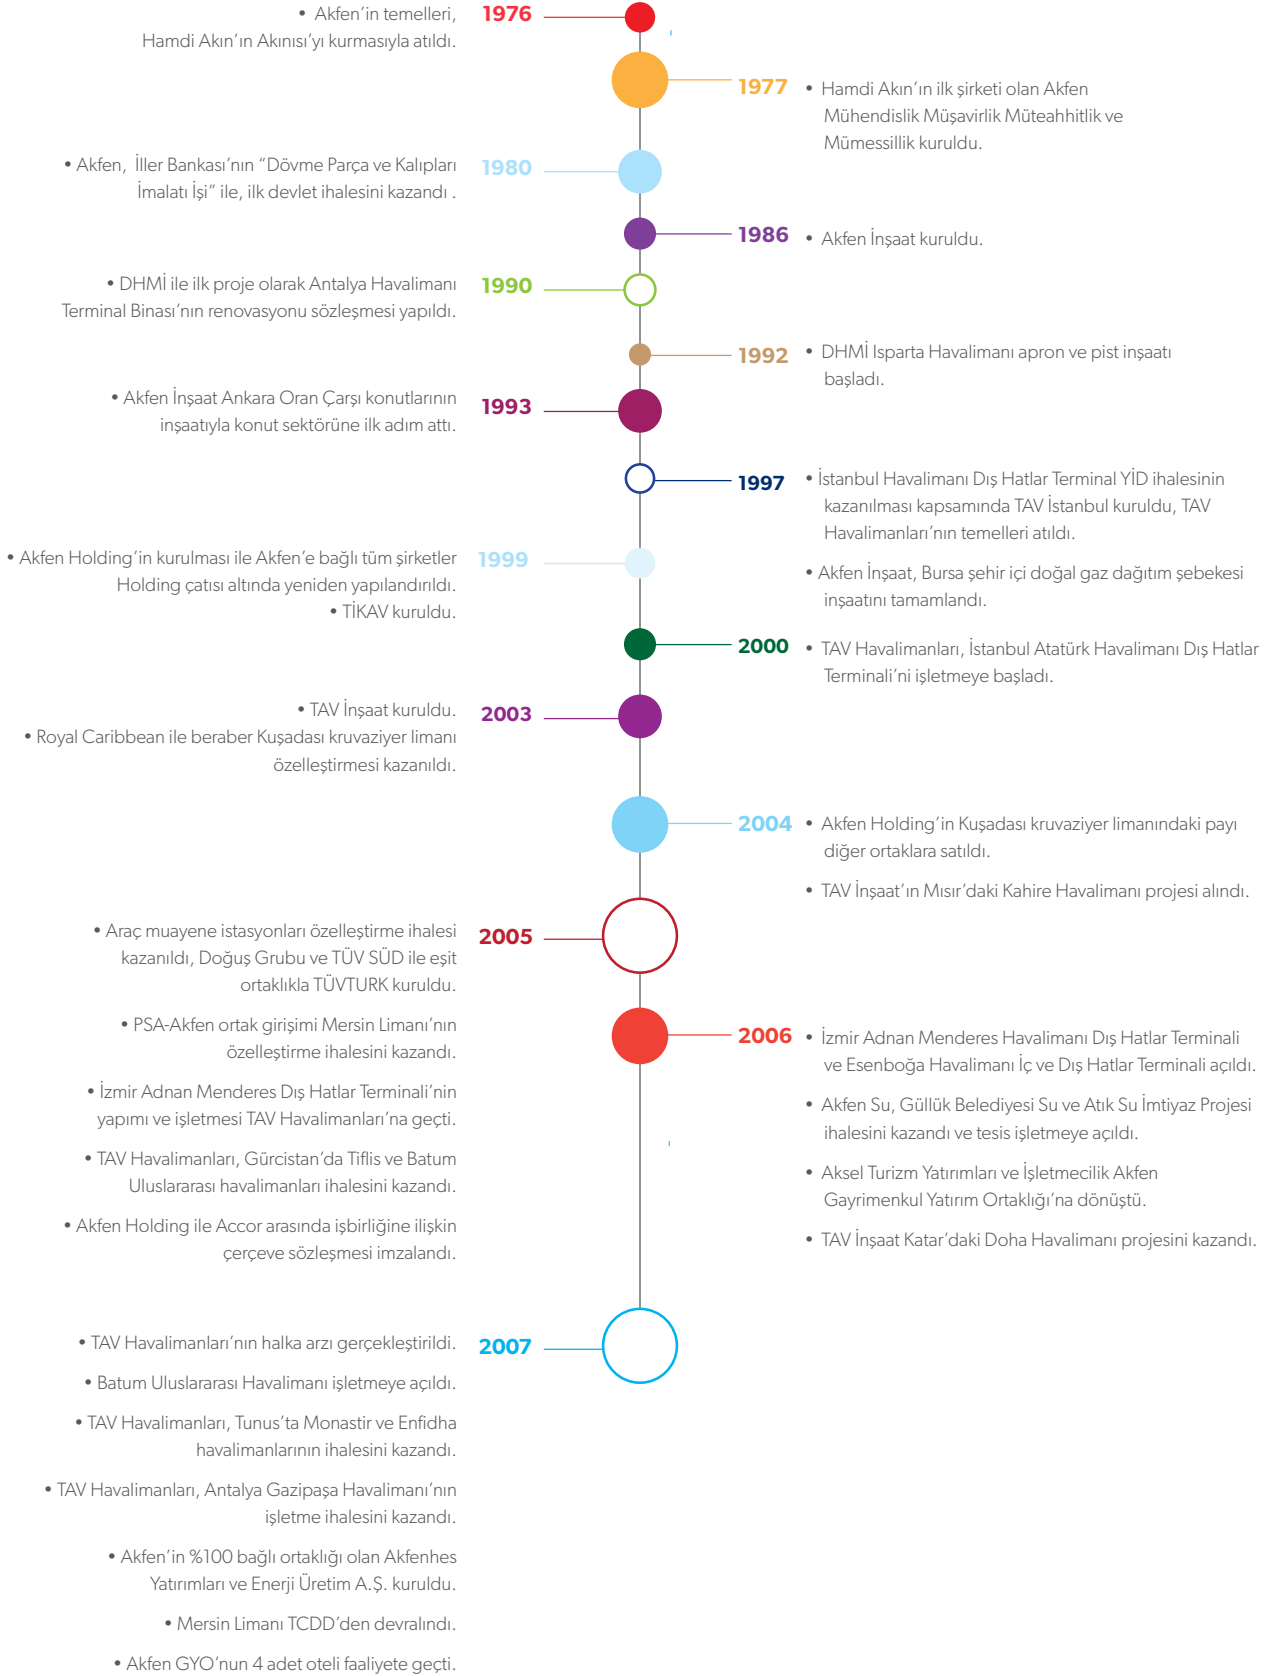 • Akfen’in temelleri,
Hamdi Akın’ın Akınısı’yı kurmasıyla atıldı.
1976
1977
• Hamdi Akın’ın ilk şirketi olan Akfen
Mühendislik Müşavirlik Müteahhitlik ve
Mümessillik kuruldu.
• Akfen, İller Bankası’nın “Dövme Parça ve Kalıpları
İmalatı İşi” ile, ilk devlet ihalesini kazandı .
1980
1986
• Akfen İnşaat kuruldu.
• DHMİ ile ilk proje olarak Antalya Havalimanı
Terminal Binası’nın renovasyonu sözleşmesi yapıldı.
1990
1992
• DHMİ Isparta Havalimanı apron ve pist inşaatı
başladı.
• Akfen İnşaat Ankara Oran Çarşı konutlarının
inşaatıyla konut sektörüne ilk adım attı.
1993
1997
• İstanbul Havalimanı Dış Hatlar Terminal YİD ihalesinin
kazanılması kapsamında TAV İstanbul kuruldu, TAV
Havalimanları’nın temelleri atıldı.
• Akfen İnşaat, Bursa şehir içi doğal gaz dağıtım şebekesi
inşaatını tamamlandı.
• Akfen Holding’in kurulması ile Akfen’e bağlı tüm şirketler
Holding çatısı altında yeniden yapılandırıldı.
• TİKAV kuruldu.
1999
2000
• TAV Havalimanları, İstanbul Atatürk Havalimanı Dış Hatlar
Terminali’ni işletmeye başladı.
• TAV İnşaat kuruldu.
• Royal Caribbean ile beraber Kuşadası kruvaziyer limanı
özelleştirmesi kazanıldı.
2003
2004
• Akfen Holding’in Kuşadası kruvaziyer limanındaki payı
diğer ortaklara satıldı.
• TAV İnşaat’ın Mısır’daki Kahire Havalimanı projesi alındı.
• Araç muayene istasyonları özelleştirme ihalesi
kazanıldı, Doğuş Grubu ve TÜV SÜD ile eşit
ortaklıkla TÜVTURK kuruldu.
2005
• PSA-Akfen ortak girişimi Mersin Limanı’nın
özelleştirme ihalesini kazandı.
• İzmir Adnan Menderes Dış Hatlar Terminali’nin
yapımı ve işletmesi TAV Havalimanları’na geçti.
• TAV Havalimanları, Gürcistan’da Tiflis ve Batum
Uluslararası havalimanları ihalesini kazandı.
• Akfen Holding ile Accor arasında işbirliğine ilişkin
çerçeve sözleşmesi imzalandı.
2006
• İzmir Adnan Menderes Havalimanı Dış Hatlar Terminali
ve Esenboğa Havalimanı İç ve Dış Hatlar Terminali açıldı.
• Akfen Su, Güllük Belediyesi Su ve Atık Su İmtiyaz Projesi
ihalesini kazandı ve tesis işletmeye açıldı.
• Aksel Turizm Yatırımları ve İşletmecilik Akfen
Gayrimenkul Yatırım Ortaklığı’na dönüştü.
• TAV İnşaat Katar’daki Doha Havalimanı projesini kazandı.
• TAV Havalimanları’nın halka arzı gerçekleştirildi.
2007
• Batum Uluslararası Havalimanı işletmeye açıldı.
• TAV Havalimanları, Tunus’ta Monastir ve Enfidha
havalimanlarının ihalesini kazandı.
• TAV Havalimanları, Antalya Gazipaşa Havalimanı’nın
işletme ihalesini kazandı.
• Akfen’in %100 bağlı ortaklığı olan Akfenhes
Yatırımları ve Enerji Üretim A.Ş. kuruldu.
• Mersin Limanı TCDD’den devralındı.
• Akfen GYO’nun 4 adet oteli faaliyete geçti.